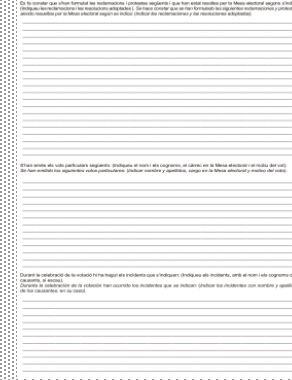 Es fa constar que s'han formulat les reclamacions i protestes següents i que han estat resoltes per la Mesa electoral segons s'indi
(indiqueu les reclamacions i les resolucions adoptades). Se hace constar que se han formulado las siguientes reclamaciones y protest
siendo resueltas por la Mesa electoral según se indica: (indicar las reclamaciones y las resoluciones adoptadas).
S'han emès els vots particulars següents: (indiqueu el nom i els cognoms, el càrrec en la Mesa electoral i el motiu del vot).
Se han emitido los siguientes votos particulares: (indicar nombre y apellidos, cargo en la Mesa electoral y motivo del voto).
Durant la celebració de la votació hi ha hagut els incidents que s'indiquen: (indiqueu els incidents, amb el nom i els cognoms d
causants, si escau).
Durante la celebración de la votación han ocurrido los incidentes que se indican: (indicar los incidentes con nombre y apelli
de los causantes, en su caso).